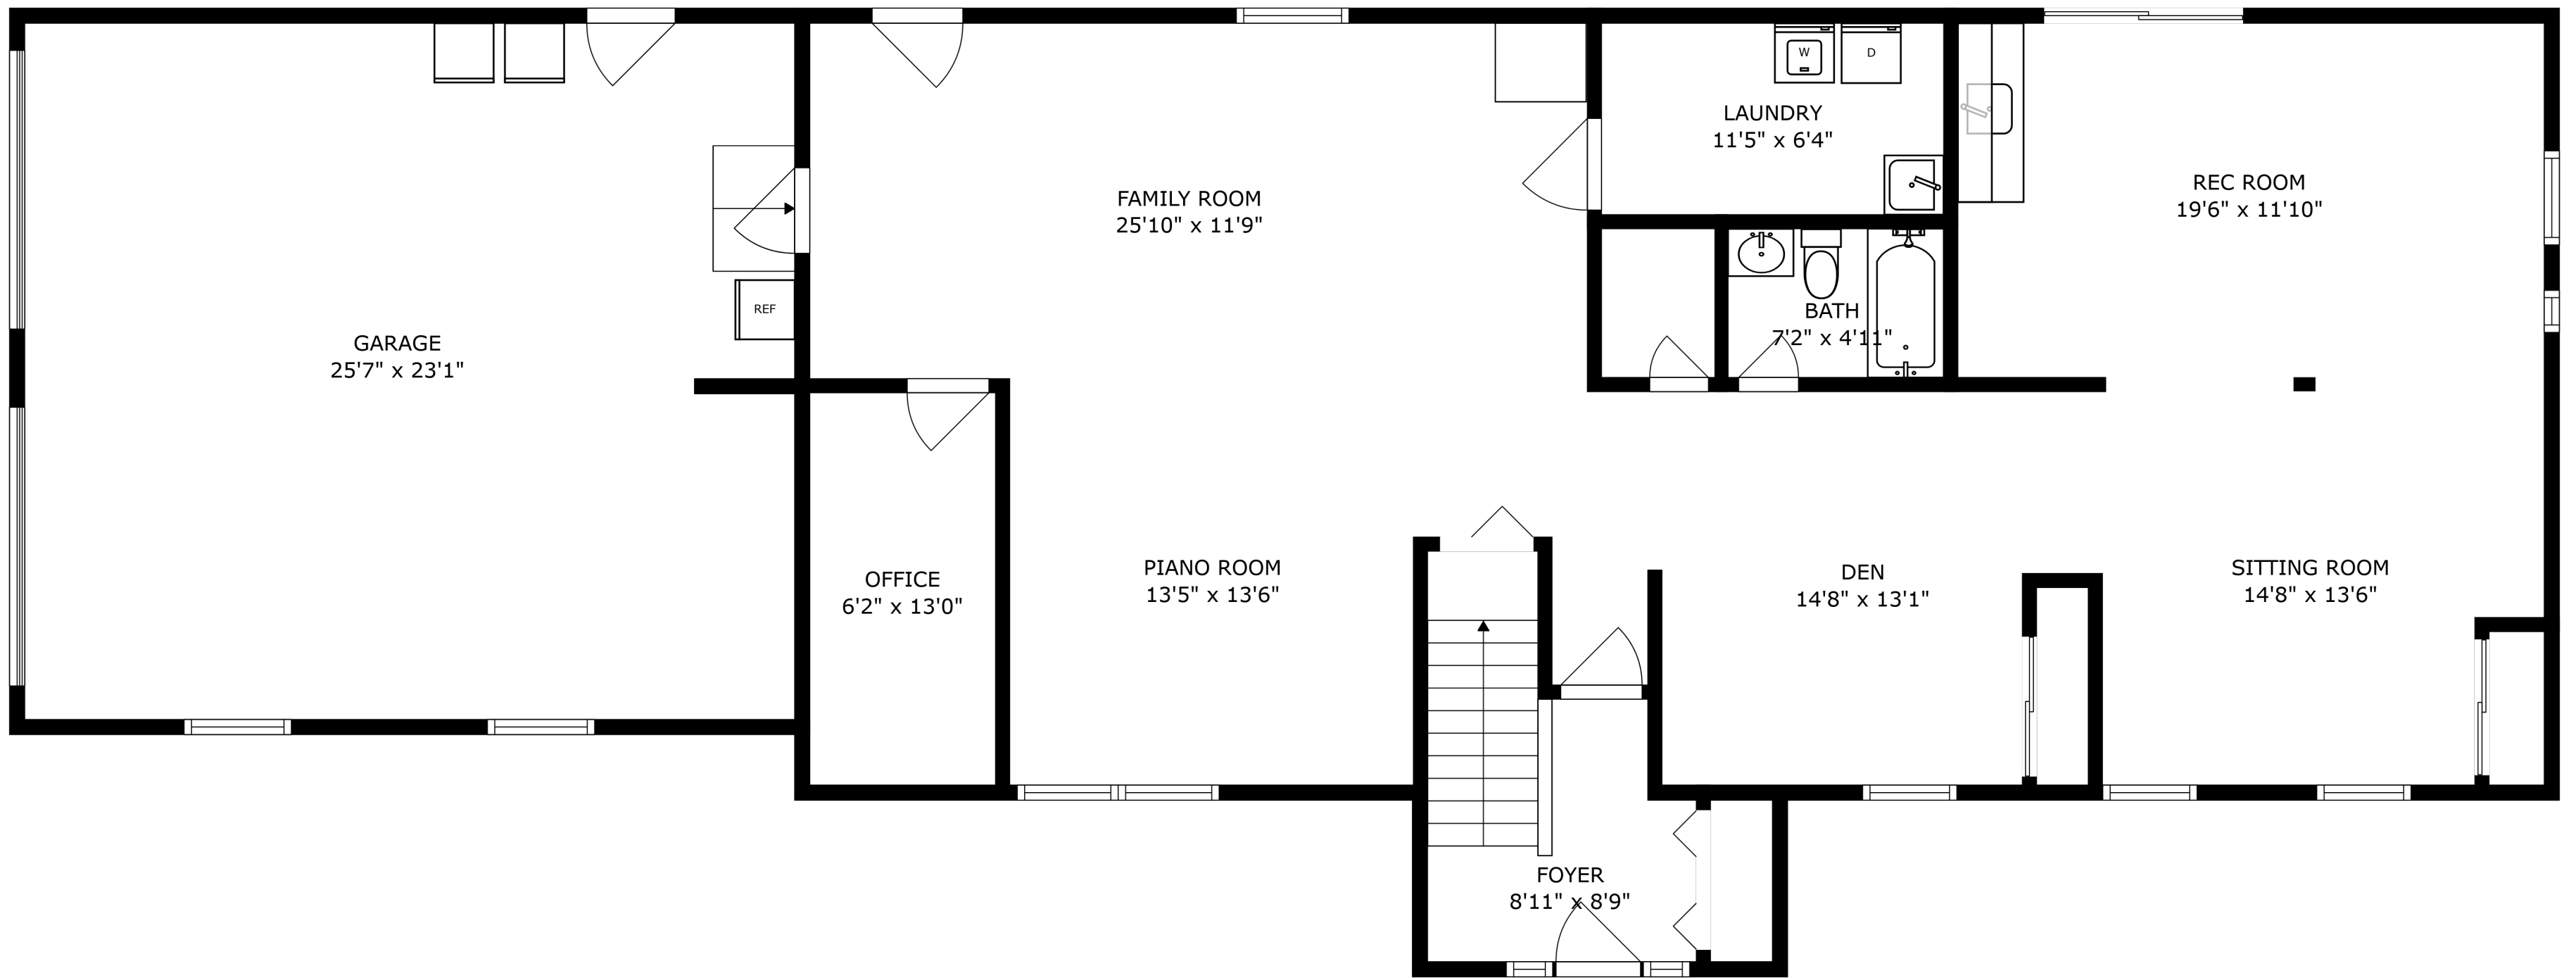 W
D
LAUNDRY
11'5" x 6'4"
REC ROOM
19'6" x 11'10"
FAMILY ROOM
25'10" x 11'9"
REF
BATH
7'2" x 4'11"
GARAGE
25'7" x 23'1"
OFFICE
6'2" x 13'0"
PIANO ROOM
13'5" x 13'6"
DEN
14'8" x 13'1"
SITTING ROOM
14'8" x 13'6"
FOYER
8'11" x 8'9"